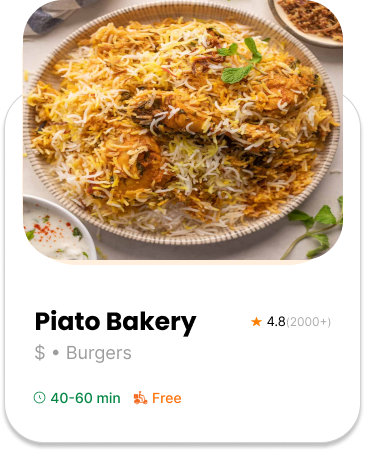 Piato Bakery
★ 4.8(2000+)
$ • Burgers
40-60 min Free